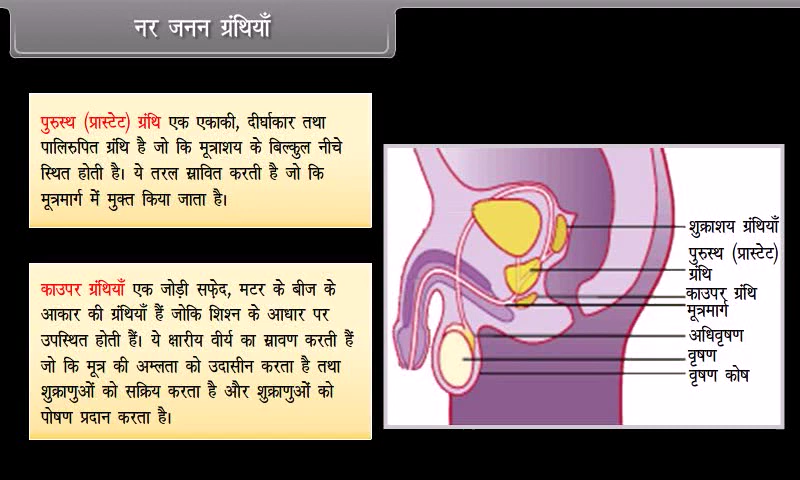 नर जनन ग्रंथियाँ
पुरुस्थ (प्रास्टेट) ग्रंथि एक एकाकी, दीर्घाकार तथा
पालिरुपित ग्रंथि है जो कि मूत्राशय के बिल्कुल नीचे
स्थित होती है। ये तरल स्रावित करती है जो कि
मूत्रमार्ग में मुक्त किया जाता है।
काउपर ग्रंथियाँ एक जोड़ी सफ़ेद, मटर के बीज के
आकार की ग्रंथियाँ हैं जोकि शिश्न के आधार पर
उपस्थित होती हैं। ये क्षारीय वीर्य का स्रावण करती हैं
जो कि मूत्र की अम्लता को उदासीन करता है तथा
शुक्राणुओं को सक्रिय करता है और शुक्राणुओं को
पोषण प्रदान करता है।
शुक्राशय ग्रंथियाँ
पुरुस्थ (प्रास्टेट)
ग्रंथि
काउपर ग्रंथि
मूत्रमार्ग
अधिवृषण
वृषण
वृषण कोष